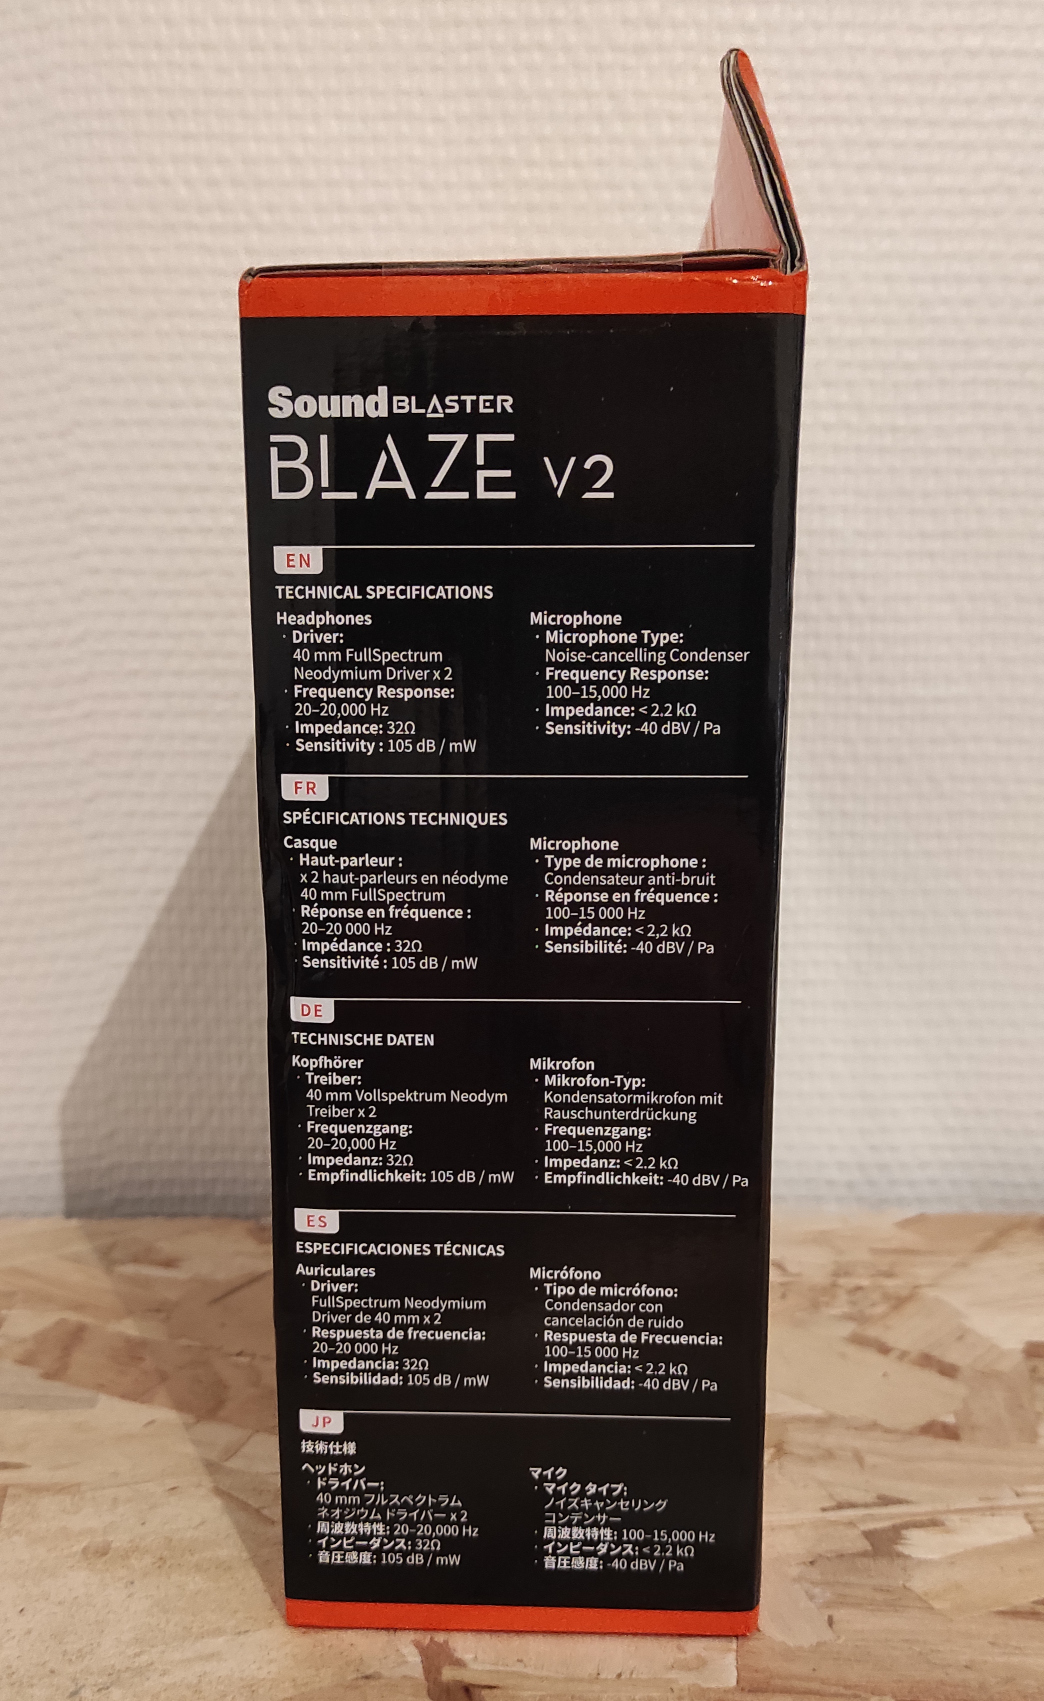 Sound BLASTER
BLAZE V2
EN
TECHNICAL SPECIFICATIONS
Headphones
· Driver:
40 mm FullSpectrum
Neodymium Driver x 2
· Frequency Response:
20–20,000 Hz
· Impedance: 32Ω
· Sensitivity : 105 dB / mW
Microphone
· Microphone Type:
Noise-cancelling Condenser
· Frequency Response:
100–15,000 Hz
· Impedance: < 2.2 kΩ
· Sensitivity: -40 dBV / Pa
FR
SPÉCIFICATIONS TECHNIQUES
Casque
· Haut-parleur :
x 2 haut-parleurs en néodyme
40 mm FullSpectrum
· Réponse en fréquence :
20–20 000 Hz
· Impédance : 32Ω
· Sensitivité : 105 dB / mW
Microphone
· Type de microphone :
Condensateur anti-bruit
· Réponse en fréquence :
100–15 000 Hz
· Impédance: < 2,2 kΩ
· Sensibilité: -40 dBV / Pa
DE
TECHNISCHE DATEN
Kopfhörer
· Treiber:
40 mm Vollspektrum Neodym
Treiber x 2
· Frequenzgang:
20–20,000 Hz
· Impedanz: 32Ω
· Empfindlichkeit: 105 dB / mW
Mikrofon
· Mikrofon-Typ:
Kondensatormikrofon mit
Rauschunterdrückung
· Frequenzgang:
100–15,000 Hz
· Impedanz: < 2.2 kΩ
· Empfindlichkeit: -40 dBV / Pa
ES
ESPECIFICACIONES TÉCNICAS
Auriculares
· Driver:
FullSpectrum Neodymium
Driver de 40 mm x 2
· Respuesta de frecuencia:
20–20 000 Hz
· Impedancia: 32Ω
· Sensibilidad: 105 dB / mW
Micrófono
· Tipo de micrófono:
Condensador con
cancelación de ruido
· Respuesta de Frecuencia:
100–15 000 Hz
· Impedancia: < 2.2 kΩ
· Sensibilidad: -40 dBV / Pa
JP
技術仕様
ヘッドホン
· ドライバー:
40 mm フルスペクトラム
ネオジウム ドライバー x 2
· 周波数特性: 20–20,000 Hz
· インピーダンス: 32Ω
· 音圧感度: 105 dB / mW
マイク
· マイク タイプ:
ノイズキャンセリング
コンデンサー
· 周波数特性: 100–15,000 Hz
· インピーダンス: < 2.2 kΩ
· 音圧感度: -40 dBV / Pa